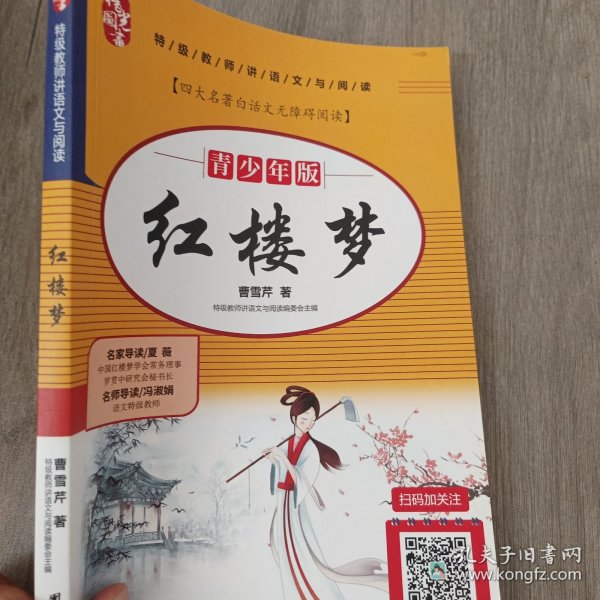 特/级/教/师/讲/语/文/与/阅/读
【四大名著白话文无障碍阅读】
青少年版
红楼梦
曹雪芹 著
特级教师讲语文与阅读编委会主编
名家导读/夏 薇
中国红楼梦学会常务理事
罗贯中研究会秘书长
名师导读/冯淑娟
语文特级教师
扫码加关注
特级教师讲语文与阅读
红楼梦
曹雪芹 著
特级教师讲语文与阅读编委会主编
孔夫子旧书网
www.kongfz.com